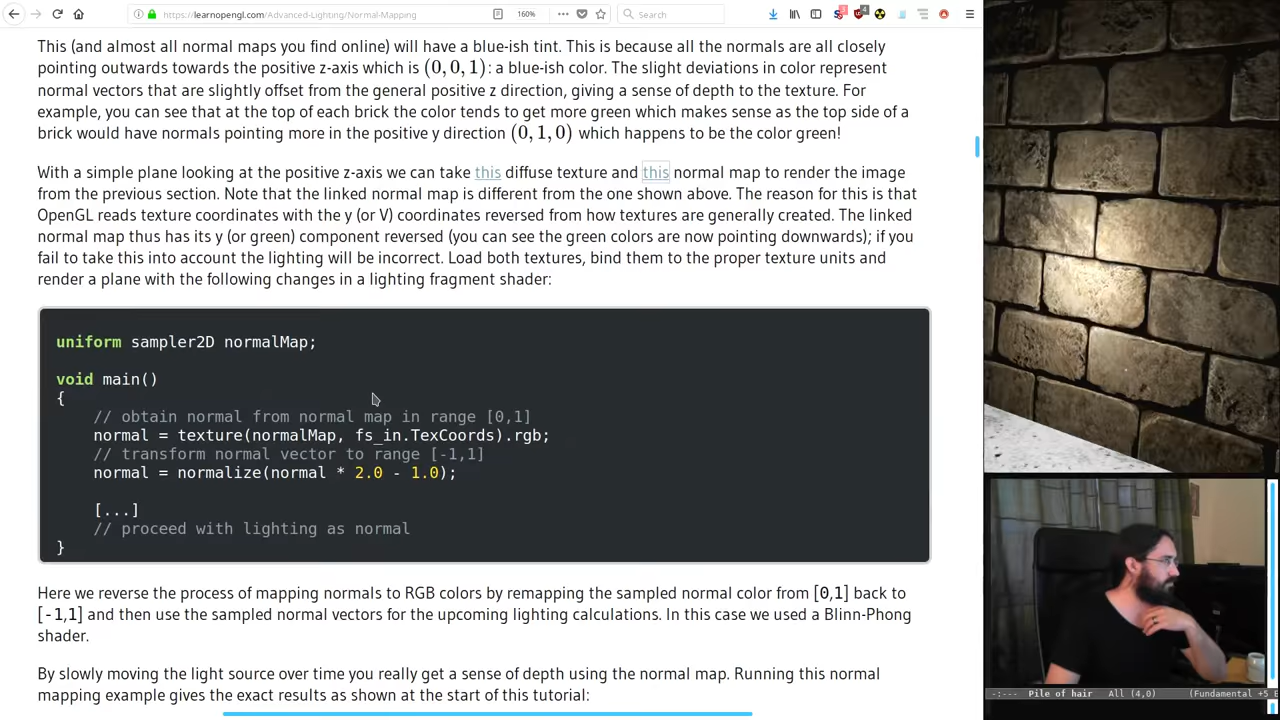 https://learnopengl.com/Advanced-Lighting/Normal-Mapping
160%
Search
This (and almost all normal maps you find online) will have a blue-ish tint. This is because all the normals are all closely
pointing outwards towards the positive z-axis which is (0, 0, 1): a blue-ish color. The slight deviations in color represent
normal vectors that are slightly offset from the general positive z direction, giving a sense of depth to the texture. For
example, you can see that at the top of each brick the color tends to get more green which makes sense as the top side of a
brick would have normals pointing more in the positive y direction (0, 1, 0) which happens to be the color green!
With a simple plane looking at the positive z-axis we can take this diffuse texture and this normal map to render the image
from the previous section. Note that the linked normal map is different from the one shown above. The reason for this is that
OpenGL reads texture coordinates with the y (or V) coordinates reversed from how textures are generally created. The linked
normal map thus has its y (or green) component reversed (you can see the green colors are now pointing downwards); if you
fail to take this into account the lighting will be incorrect. Load both textures, bind them to the proper texture units and
render a plane with the following changes in a lighting fragment shader:
uniform sampler2D normalMap;
void main()
{
// obtain normal from normal map in range [0,1]
normal = texture(normalMap, fs_in.TexCoords).rgb;
// transform normal vector to range [-1,1]
normal = normalize(normal * 2.0 - 1.0);
[...]
// proceed with lighting as normal
}
Here we reverse the process of mapping normals to RGB colors by remapping the sampled normal color from [0,1] back to
[-1,1] and then use the sampled normal vectors for the upcoming lighting calculations. In this case we used a Blinn-Phong
shader.
By slowly moving the light source over time you really get a sense of depth using the normal map. Running this normal
mapping example gives the exact results as shown at the start of this tutorial:
-:--- Pile of hair All (4,0) (Fundamental +5 E